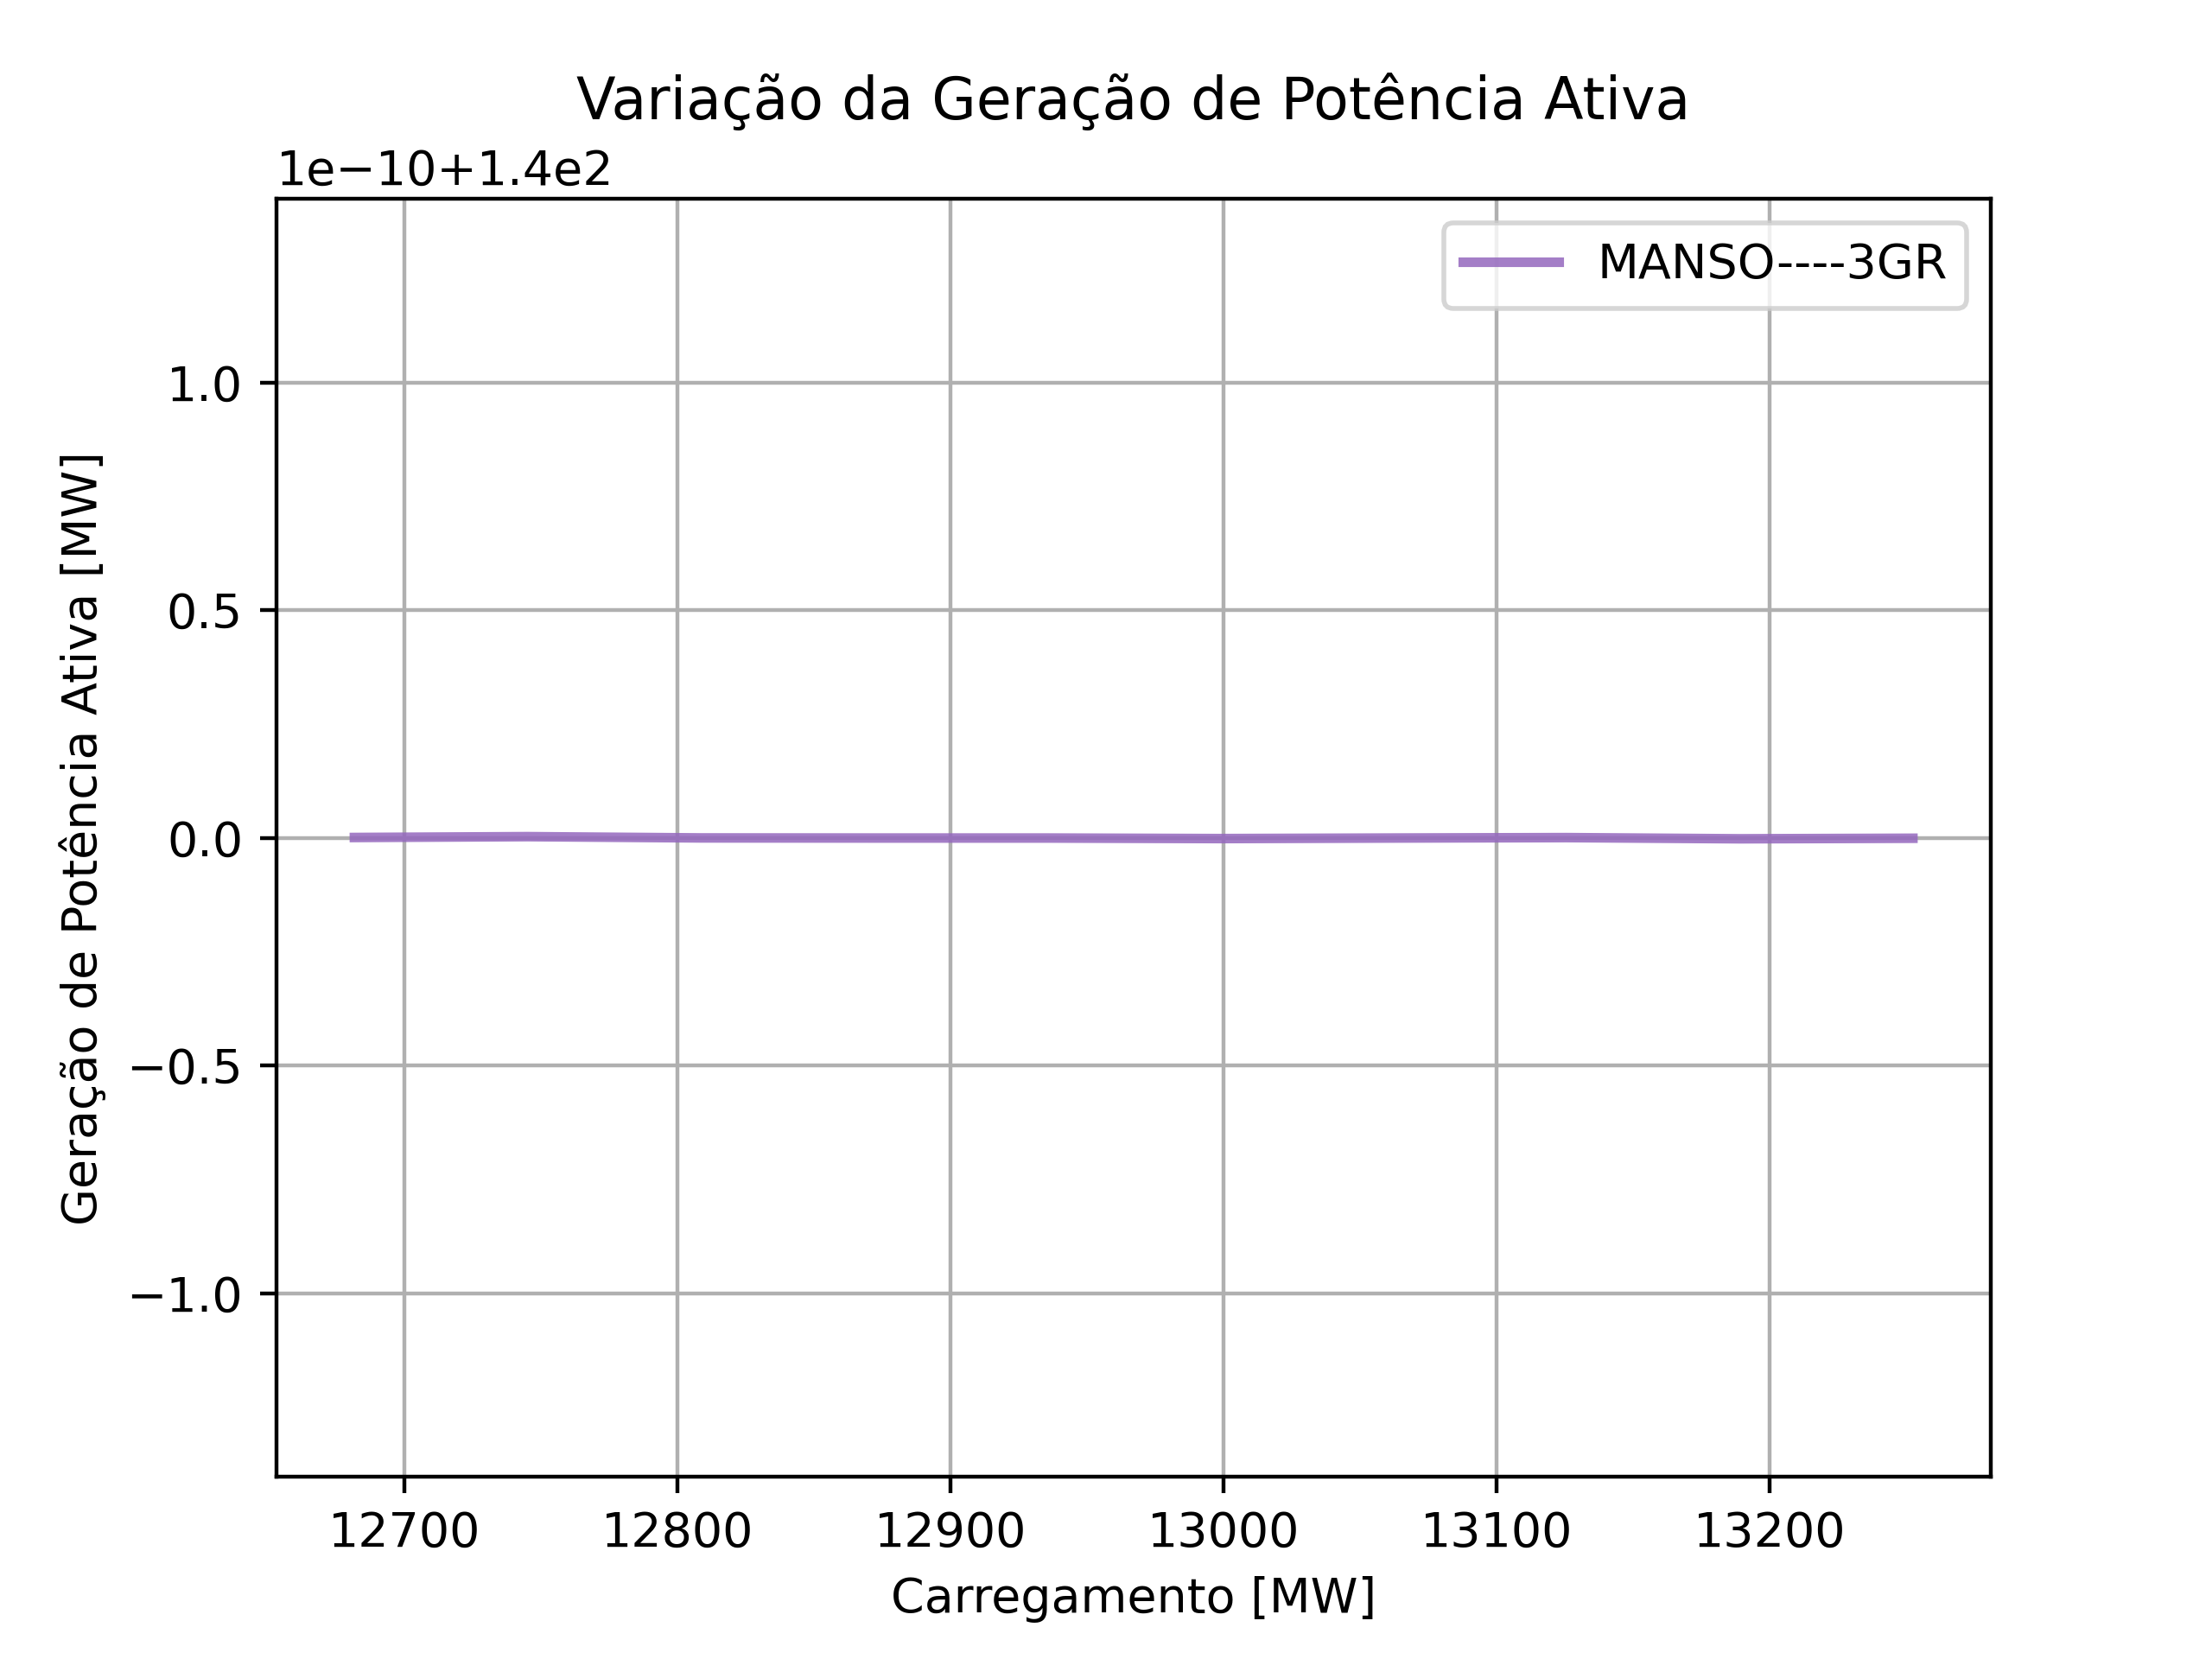 Variação da Geração de Potência Ativa
1e−10+1.4e2
MANSO----3GR
Geração de Potência Ativa [MW]
1.0
0.5
0.0
−0.5
−1.0
12700 12800 12900 13000 13100 13200
Carregamento [MW]